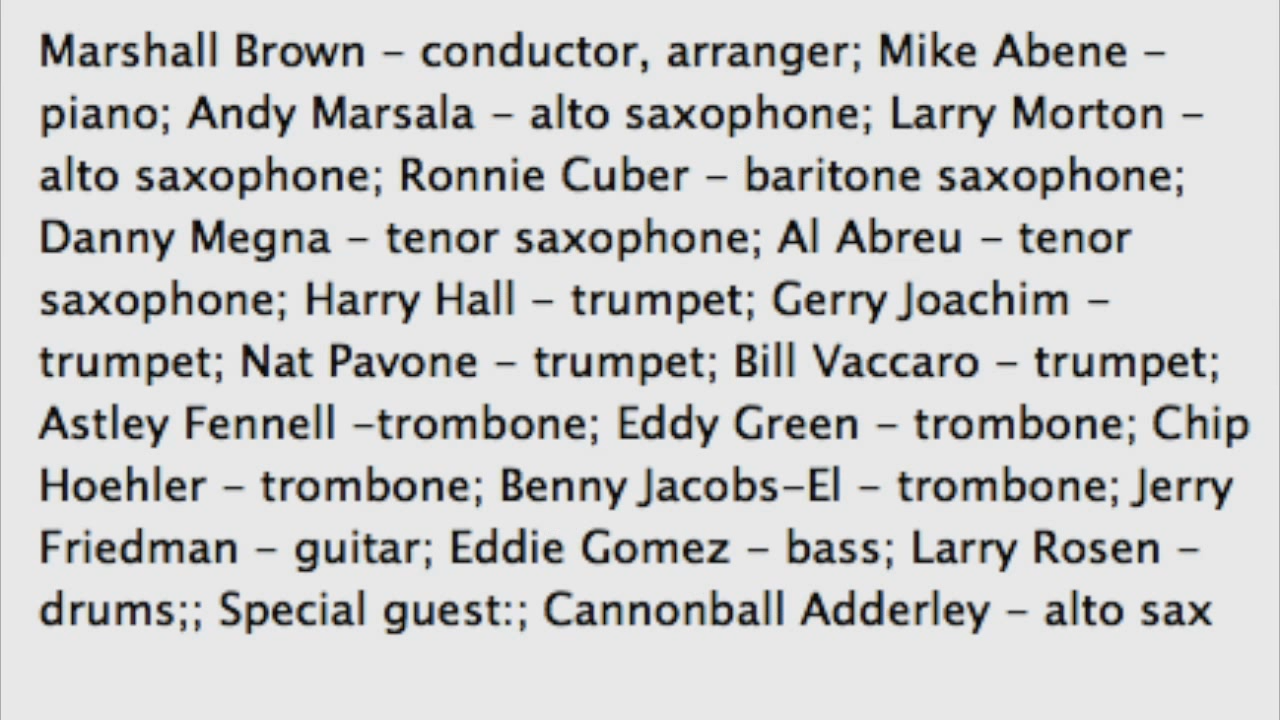 Marshall Brown – conductor, arranger; Mike Abene –
piano; Andy Marsala – alto saxophone; Larry Morton –
alto saxophone; Ronnie Cuber – baritone saxophone;
Danny Megna – tenor saxophone; Al Abreu – tenor
saxophone; Harry Hall – trumpet; Gerry Joachim –
trumpet; Nat Pavone – trumpet; Bill Vaccaro – trumpet;
Astley Fennell –trombone; Eddy Green – trombone; Chip
Hoehler – trombone; Benny Jacobs–El – trombone; Jerry
Friedman – guitar; Eddie Gomez – bass; Larry Rosen –
drums;; Special guest:; Cannonball Adderley – alto sax